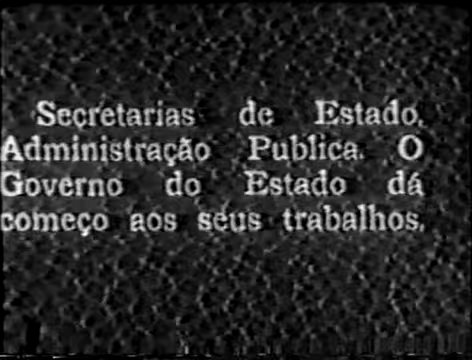 Secretarias de Estado.
Administração Publica. O
Governo do Estado dá
começo aos seus trabalhos.